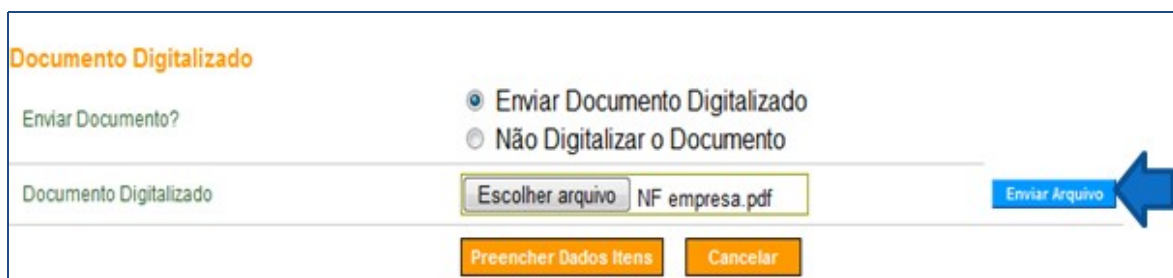 Documento Digitalizado
Enviar Documento?
Enviar Documento Digitalizado
Não Digitalizar o Documento
Documento Digitalizado
Escolher arquivo NF empresa.pdf
Enviar Arquivo
Preencher Dados Itens
Cancelar